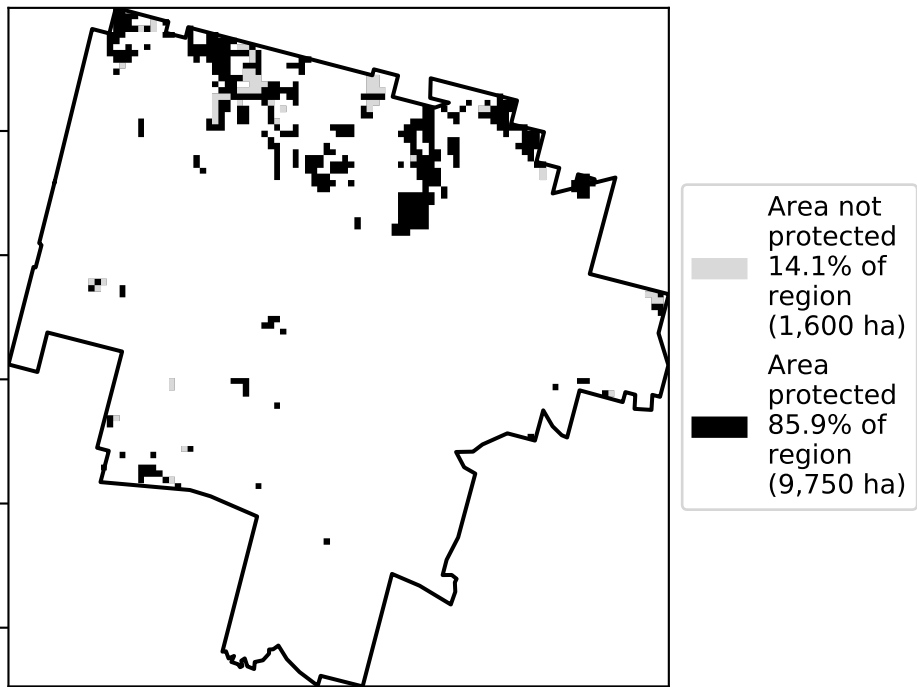 Area not
protected
14.1% of
region
(1,600 ha)
Area
protected
85.9% of
region
(9,750 ha)